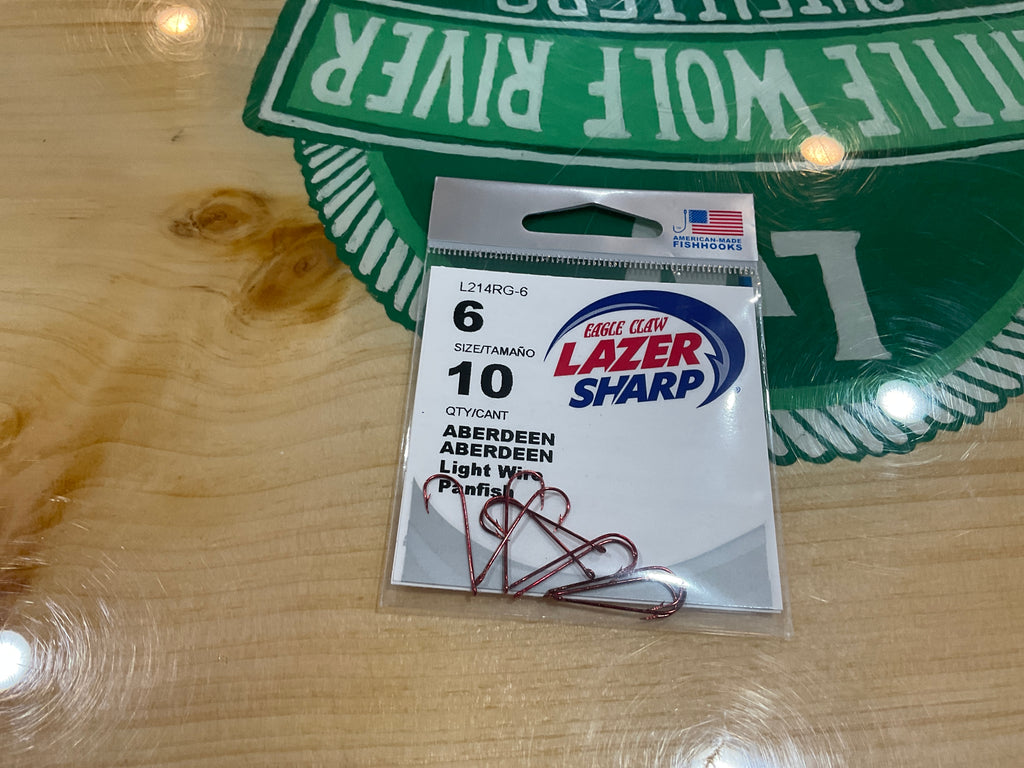 OUTFITTERS
LITTLE WOLF RIVER
AMERICAN-MADE
FISHHOOKS
L214RG-6
6
SIZE/TAMAÑO
10
QTY/CANT
EAGLE CLAW
LAZER
SHARP
®
ABERDEEN
ABERDEEN
Light Wire
Panfish